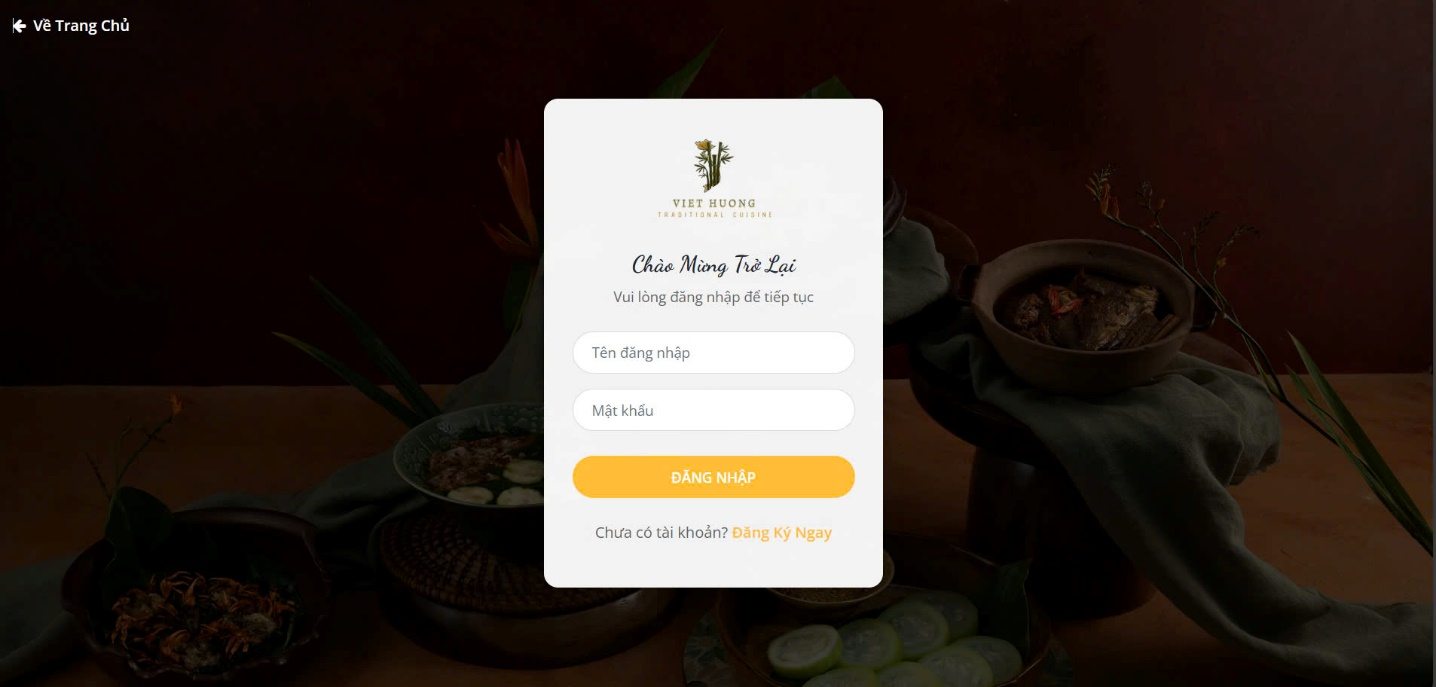 Về Trang Chủ
VIET HUONG
TRADITIONAL CUISINE
Chào Mừng Trở Lại
Vui lòng đăng nhập để tiếp tục
Tên đăng nhập
Mật khẩu
ĐĂNG NHẬP
Chưa có tài khoản? Đăng Ký Ngay